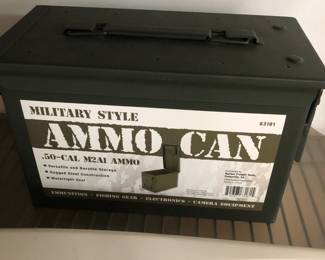 MILITARY STYLE
63181
AMMO CAN
.50-CAL M2A1 AMMO
• Versatile and Durable Storage
• Rugged Steel Construction
• Watertight Seal
AMMUNITION - FISHING GEAR - ELECTRONICS - CAMERA EQUIPMENT